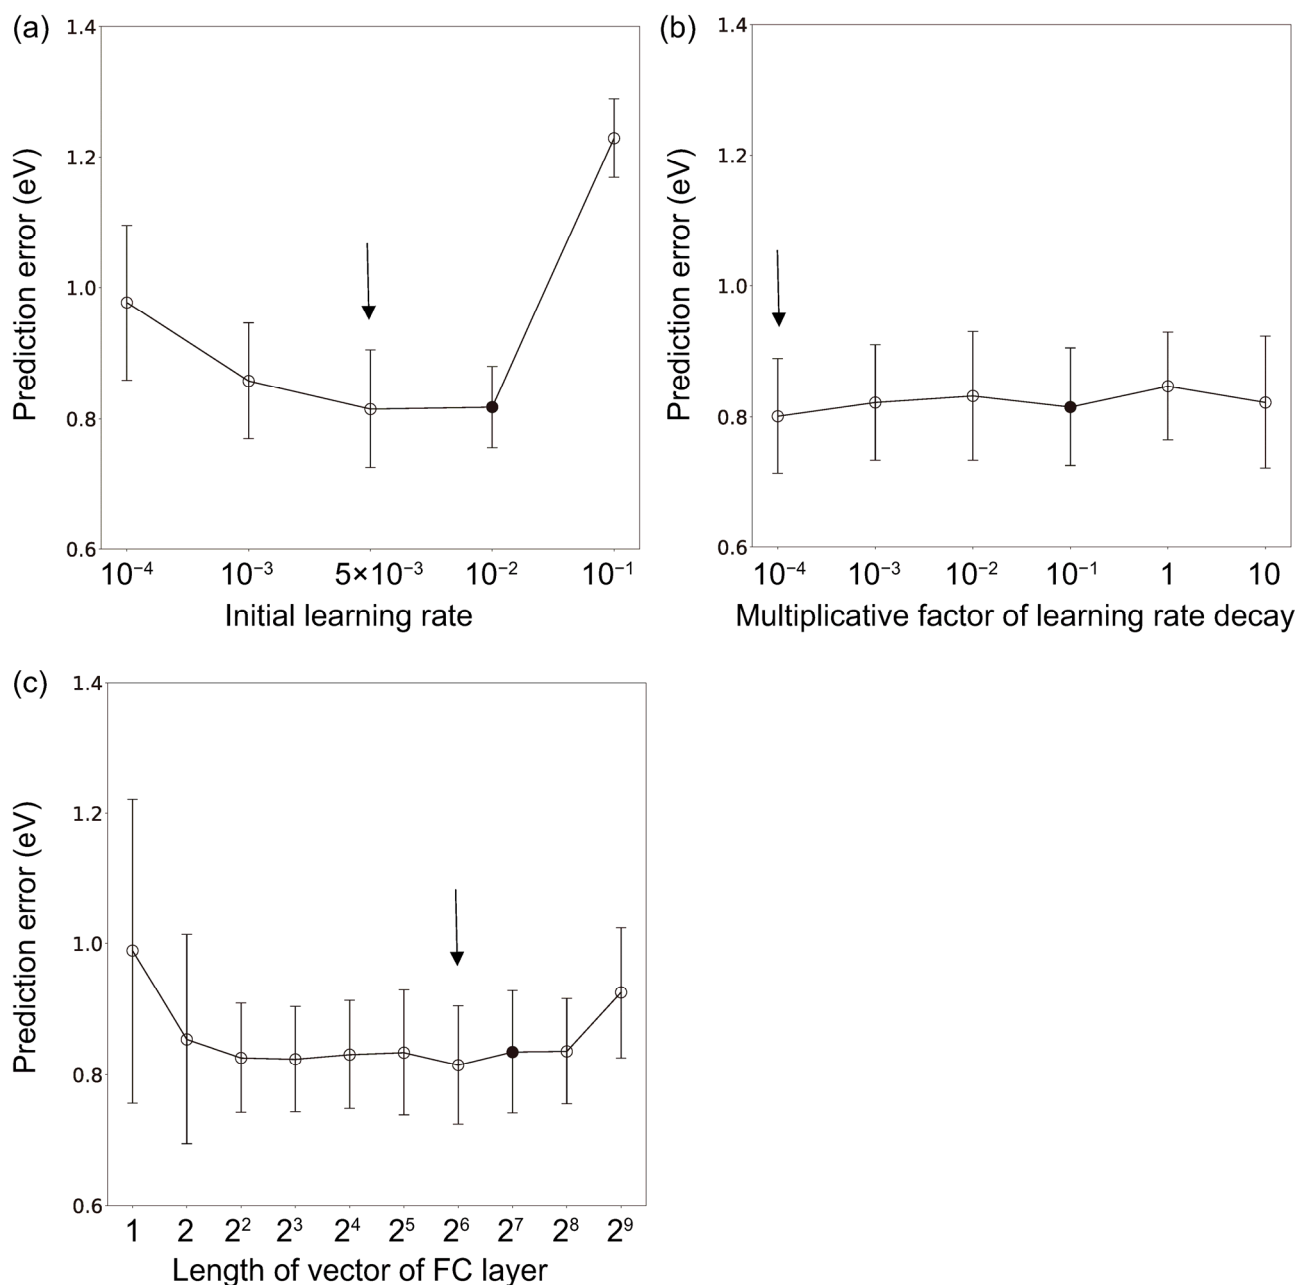 (a)
1.4
1.2
1.0
0.8
0.6
Prediction error (eV)
10⁻⁴ 10⁻³ 5×10⁻³ 10⁻² 10⁻¹
Initial learning rate
(b)
1.4
1.2
1.0
0.8
0.6
Prediction error (eV)
10⁻⁴ 10⁻³ 10⁻² 10⁻¹ 1 10
Multiplicative factor of learning rate decay
(c)
1.4
1.2
1.0
0.8
0.6
Prediction error (eV)
1 2 2² 2³ 2⁴ 2⁵ 2⁶ 2⁷ 2⁸ 2⁹
Length of vector of FC layer